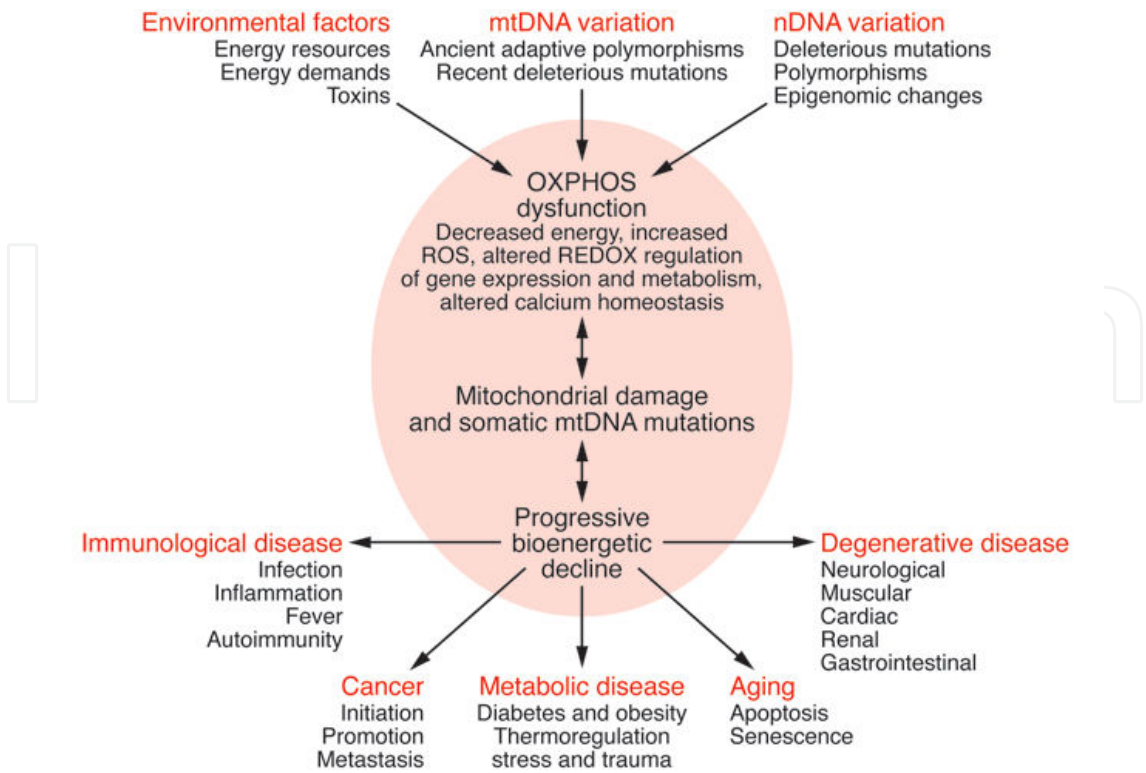 Environmental factors
Energy resources
Energy demands
Toxins
mtDNA variation
Ancient adaptive polymorphisms
Recent deleterious mutations
nDNA variation
Deleterious mutations
Polymorphisms
Epigenomic changes
OXPHOS
dysfunction
Decreased energy, increased
ROS, altered REDOX regulation
of gene expression and metabolism,
altered calcium homeostasis
Mitochondrial damage
and somatic mtDNA mutations
Progressive
bioenergetic
decline
Immunological disease
Infection
Inflammation
Fever
Autoimmunity
Degenerative disease
Neurological
Muscular
Cardiac
Renal
Gastrointestinal
Cancer
Initiation
Promotion
Metastasis
Metabolic disease
Diabetes and obesity
Thermoregulation
stress and trauma
Aging
Apoptosis
Senescence